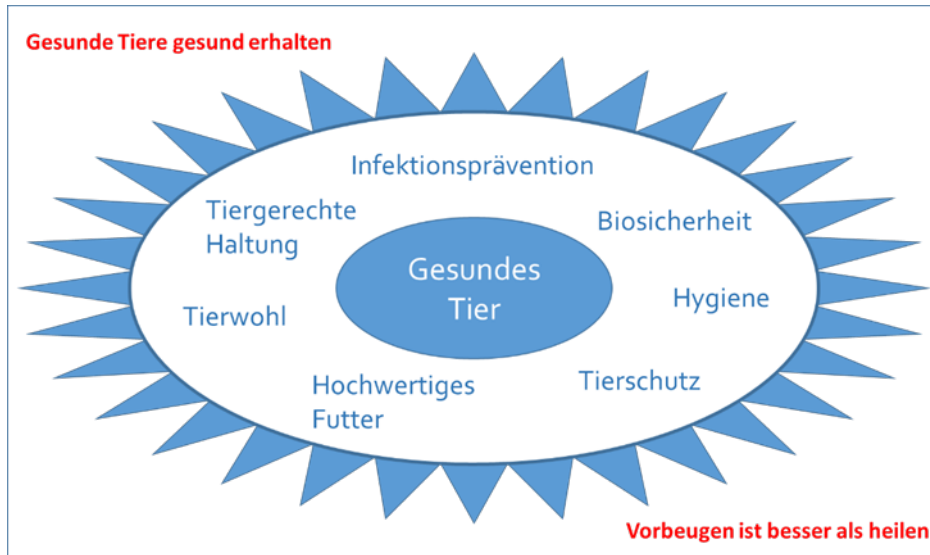 Gesunde Tiere gesund erhalten
Infektionsprävention
Tiergerechte
Haltung
Biosicherheit
Gesundes
Tier
Hygiene
Tierwohl
Hochwertiges
Futter
Tierschutz
Vorbeugen ist besser als heilen